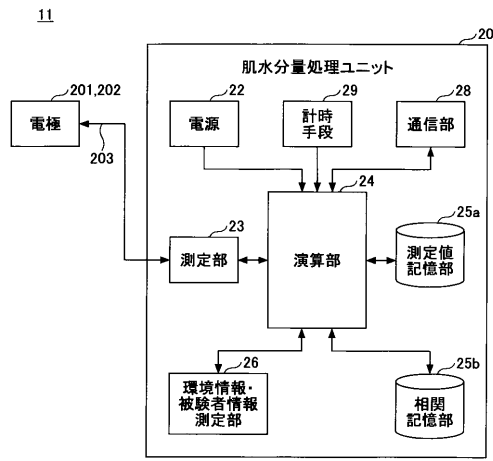 11
20
肌水分量処理ユニット
201,202
電極
203
22
電源
29
計時
手段
28
通信部
24
演算部
23
測定部
25a
測定値
記憶部
26
環境情報・
被験者情報
測定部
25b
相関
記憶部